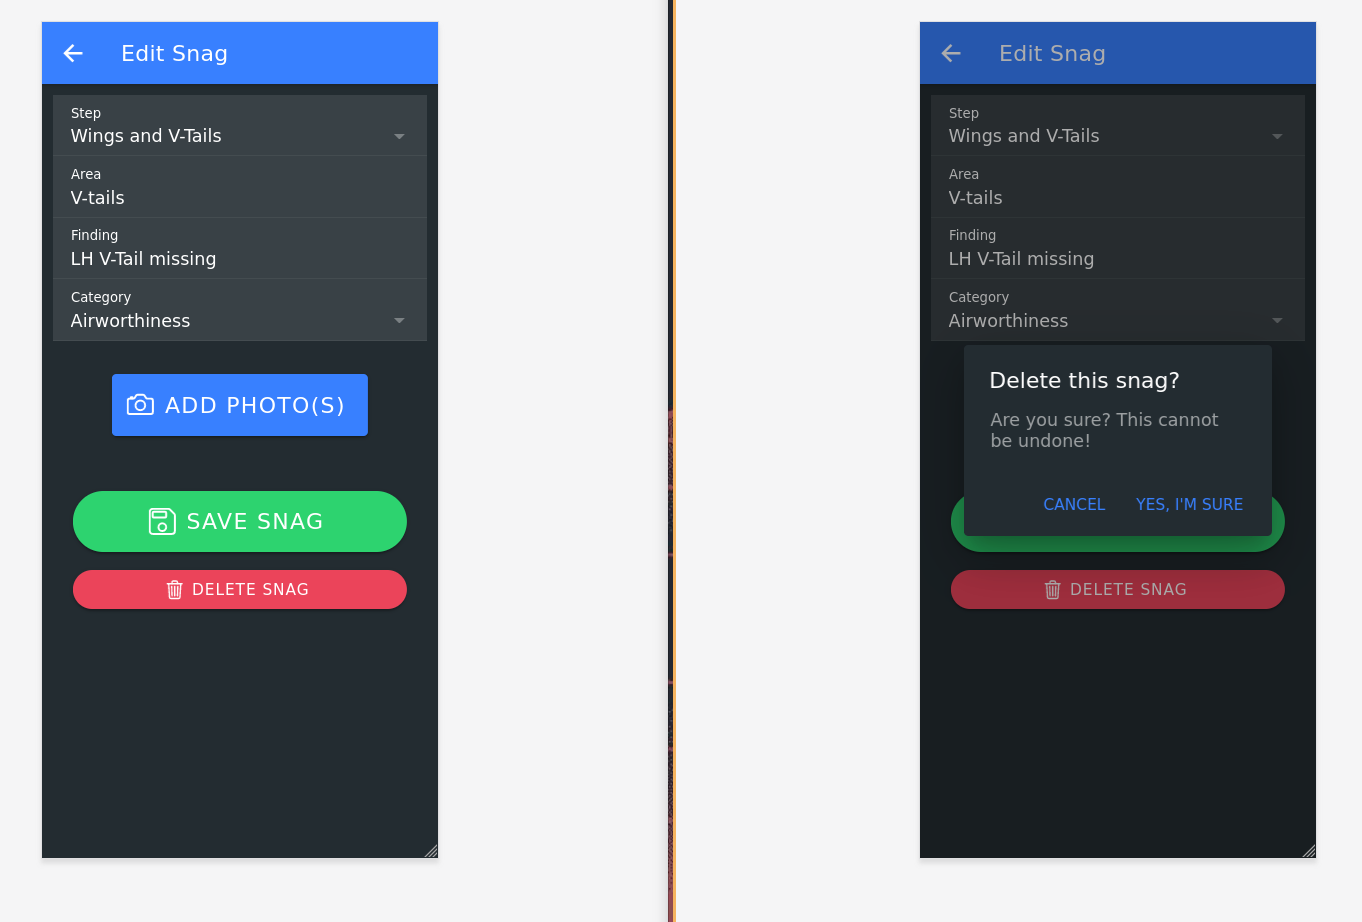 Edit Snag
Step
Wings and V-Tails
Area
V-tails
Finding
LH V-Tail missing
Category
Airworthiness
ADD PHOTO(S)
SAVE SNAG
DELETE SNAG
Edit Snag
Step
Wings and V-Tails
Area
V-tails
Finding
LH V-Tail missing
Category
Airworthiness
Delete this snag?
Are you sure? This cannot
be undone!
CANCEL YES, I'M SURE
DELETE SNAG